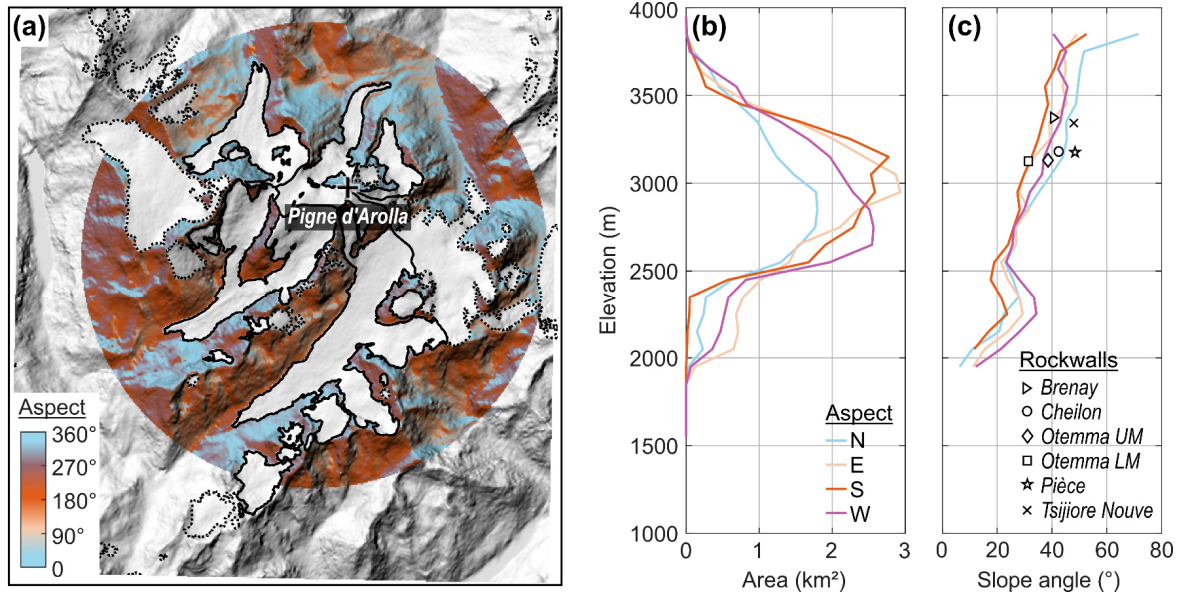 (a)
Pigne d'Arolla
Aspect
360°
270°
180°
90°
0
(b)
4000
3500
3000
2500
2000
1500
1000
Elevation (m)
0 1 2 3
Area (km²)
Aspect
N
E
S
W
(c)
0 20 40 60 80
Slope angle (°)
Rockwalls
Brenay
Cheilon
Otemma UM
Otemma LM
Pièce
Tsijiore Nouve